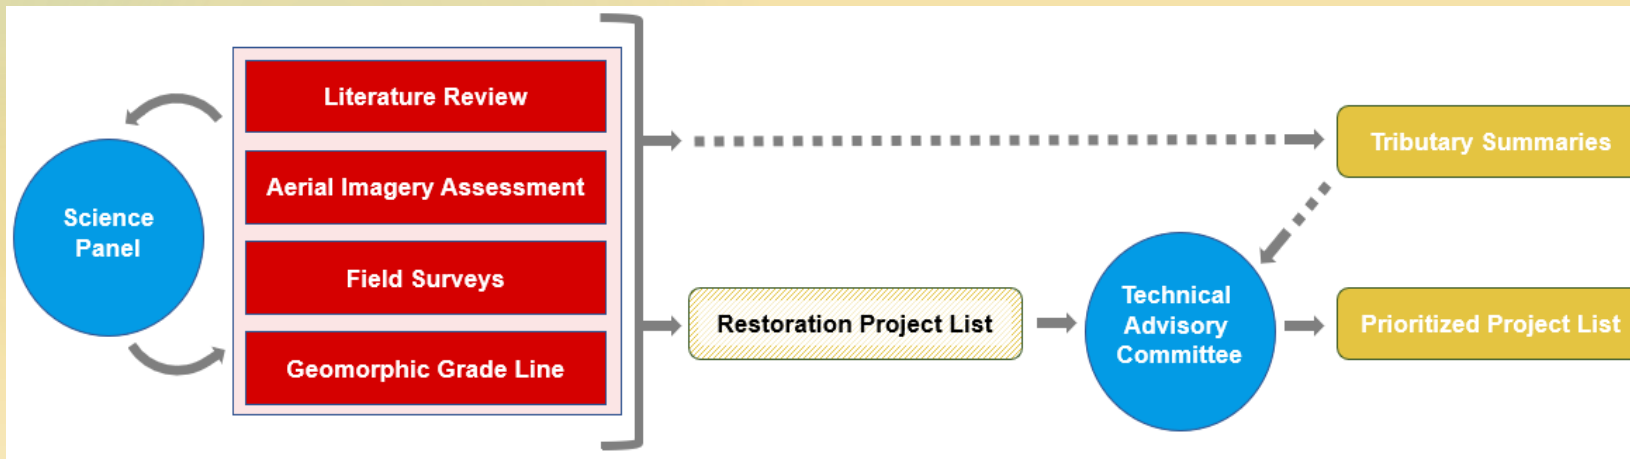 Science
Panel
Literature Review
Aerial Imagery Assessment
Field Surveys
Geomorphic Grade Line
Restoration Project List
Technical
Advisory
Committee
Tributary Summaries
Prioritized Project List